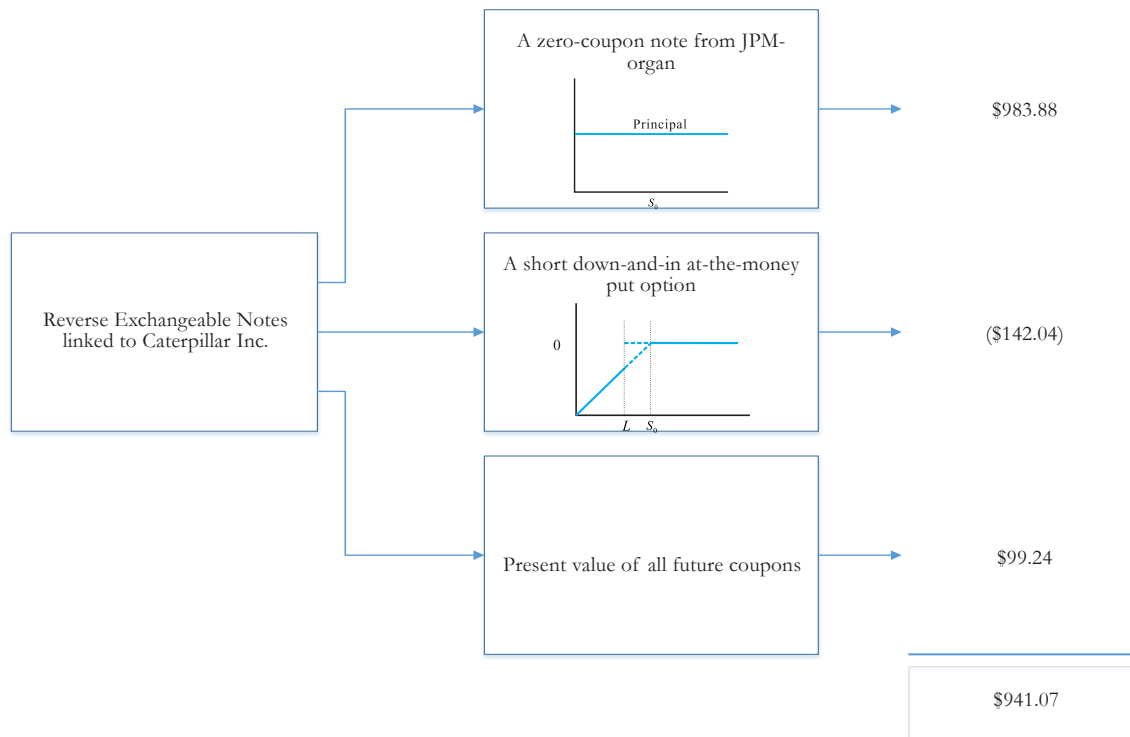 A zero-coupon note from JPM-
organ
Principal
S₀
$983.88
Reverse Exchangeable Notes
linked to Caterpillar Inc.
A short down-and-in at-the-money
put option
0
L S₀
($142.04)
Present value of all future coupons
$99.24
$941.07